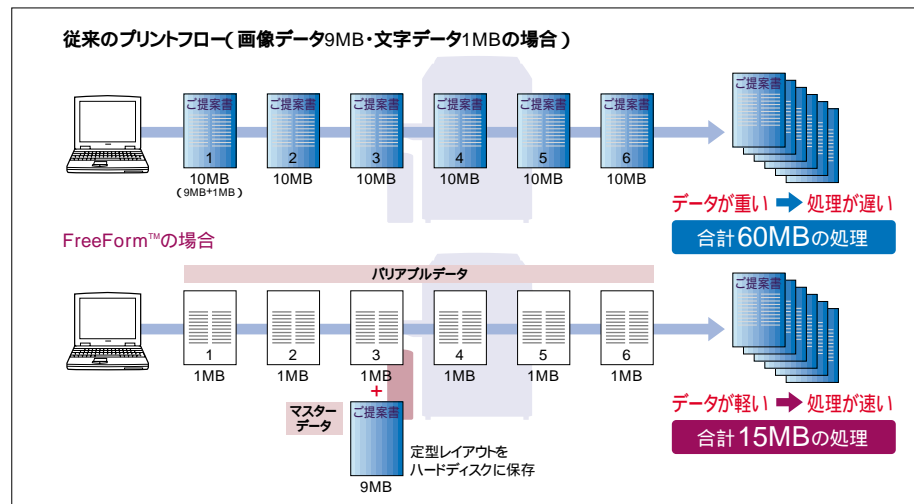 従来のプリントフロー(画像データ9MB・文字データ1MBの場合)
ご提案書 ご提案書 ご提案書 ご提案書 ご提案書 ご提案書 ご提案書
1 2 3 4 5 6
10MB 10MB 10MB 10MB 10MB 10MB
(9MB+1MB)
データが重い ➡ 処理が遅い
合計60MBの処理
FreeForm™の場合
バリアブルデータ
ご提案書
1 2 3 4 5 6
1MB 1MB 1MB 1MB 1MB 1MB
+
マスター
データ
ご提案書
定型レイアウトを
ハードディスクに保存
9MB
データが軽い ➡ 処理が速い
合計15MBの処理